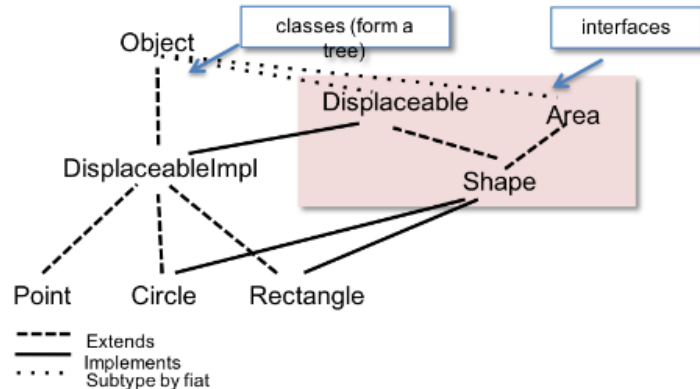 classes (form a
tree)
interfaces
Object
Displaceable
Area
DisplaceableImpl
Shape
Point Circle Rectangle
Extends
Implements
Subtype by fiat